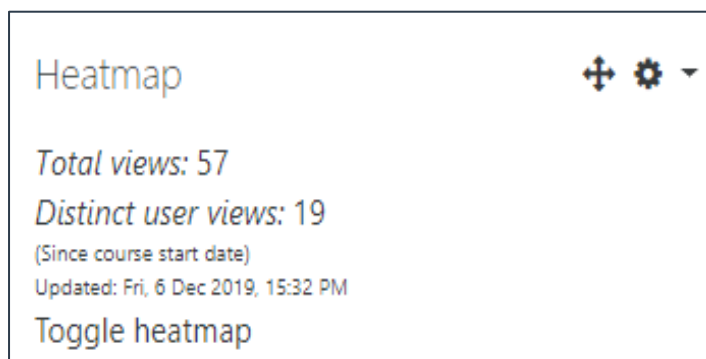 Heatmap
Total views: 57
Distinct user views: 19
(Since course start date)
Updated: Fri, 6 Dec 2019, 15:32 PM
Toggle heatmap